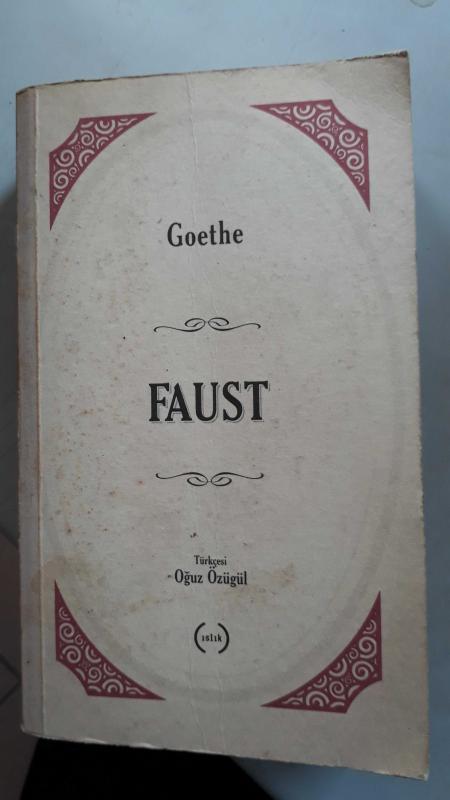 Goethe
FAUST
Türkçesi
Oğuz Özügül
(ıslık)